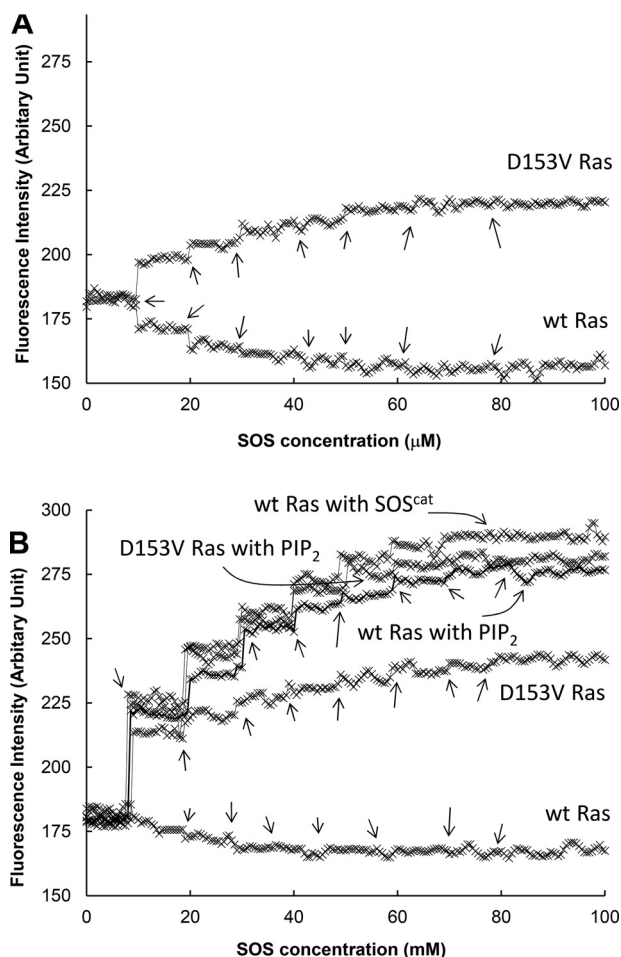 A
Fluorescence Intensity (Arbitary Unit)
275
250
225
200
175
150
D153V Ras
wt Ras
0 20 40 60 80 100
SOS concentration (μM)
B
Fluorescence Intensity (Arbitary Unit)
300
275
250
225
200
175
150
wt Ras with SOSᶜᵃᵗ
D153V Ras with PIP₂
wt Ras with PIP₂
D153V Ras
wt Ras
0 20 40 60 80 100
SOS concentration (mM)